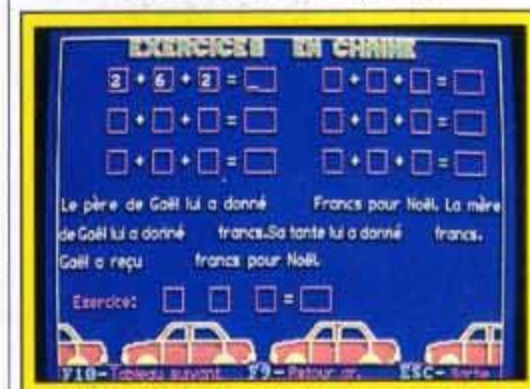 EXERCICES EN CHAINE
2 + 6 + 2 = _ + + =
+ + = + + =
+ + = + + =
Le père de Gaël lui a donné Francs pour Noël. La mère
de Gaël lui a donné francs.Sa tante lui a donné francs.
Gaël a reçu francs pour Noël.
Exercice: =
F10-Tableau suivant F9-Retour ar. ESC-Sortie